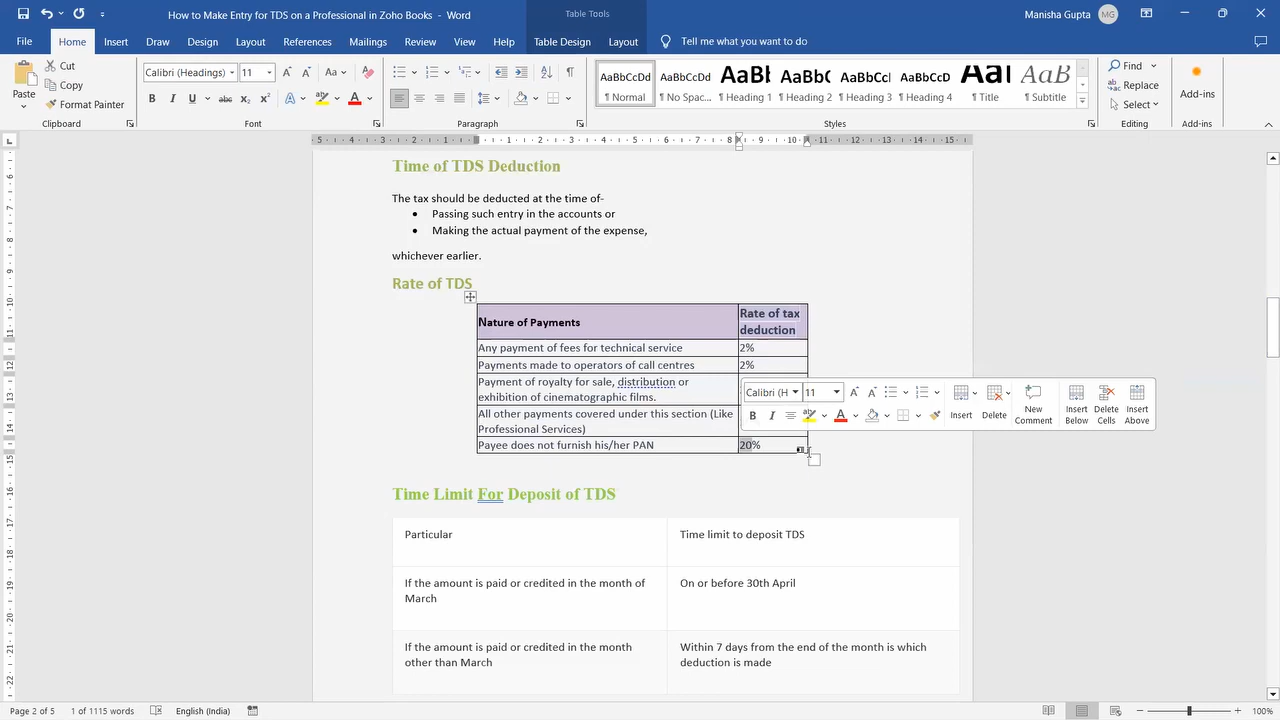 How to Make Entry for TDS on a Professional in Zoho Books - Word
Table Tools
Manisha Gupta
MG
File
Home
Insert
Draw
Design
Layout
References
Mailings
Review
View
Help
Table Design
Layout
Tell me what you want to do
Paste
Cut
Copy
Format Painter
Clipboard
Calibri (Headings)
11
Font
Paragraph
AaBbCcDd
¶ Normal
AaBbCcDd
¶ No Spac...
AaBbC
¶ Heading 1
AaBbC
¶ Heading 2
AaBbCcI
¶ Heading 3
AaBbCcD
¶ Heading 4
AaB
¶ Title
AaB
¶ Subtitle
Styles
Find
Replace
Select
Editing
Add-ins
Add-ins
Time of TDS Deduction
The tax should be deducted at the time of-
• Passing such entry in the accounts or
• Making the actual payment of the expense,
whichever earlier.
Rate of TDS
Nature of Payments
Rate of tax
deduction
Any payment of fees for technical service
2%
Payments made to operators of call centres
2%
Payment of royalty for sale, distribution or
exhibition of cinematographic films.
All other payments covered under this section (Like
Professional Services)
Payee does not furnish his/her PAN
20%
Calibri (H
11
Insert
Delete
New
Comment
Insert
Below
Delete
Cells
Insert
Above
Time Limit For Deposit of TDS
Particular
Time limit to deposit TDS
If the amount is paid or credited in the month of
March
On or before 30th April
If the amount is paid or credited in the month
other than March
Within 7 days from the end of the month is which
deduction is made
Page 2 of 5
1 of 1115 words
English (India)
100%